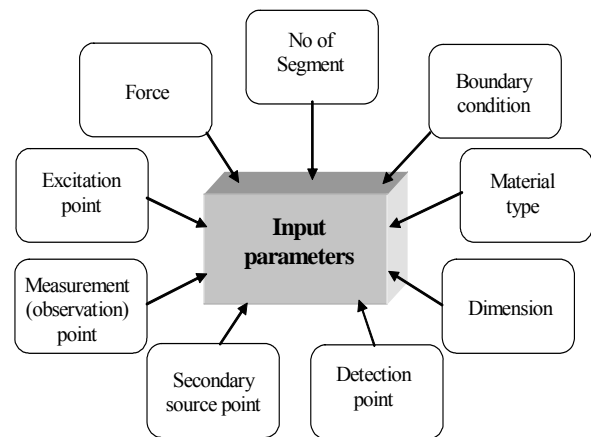 No of
Segment
Force
Boundary
condition
Excitation
point
Material
type
Input
parameters
Measurement
(observation)
point
Dimension
Secondary
source point
Detection
point